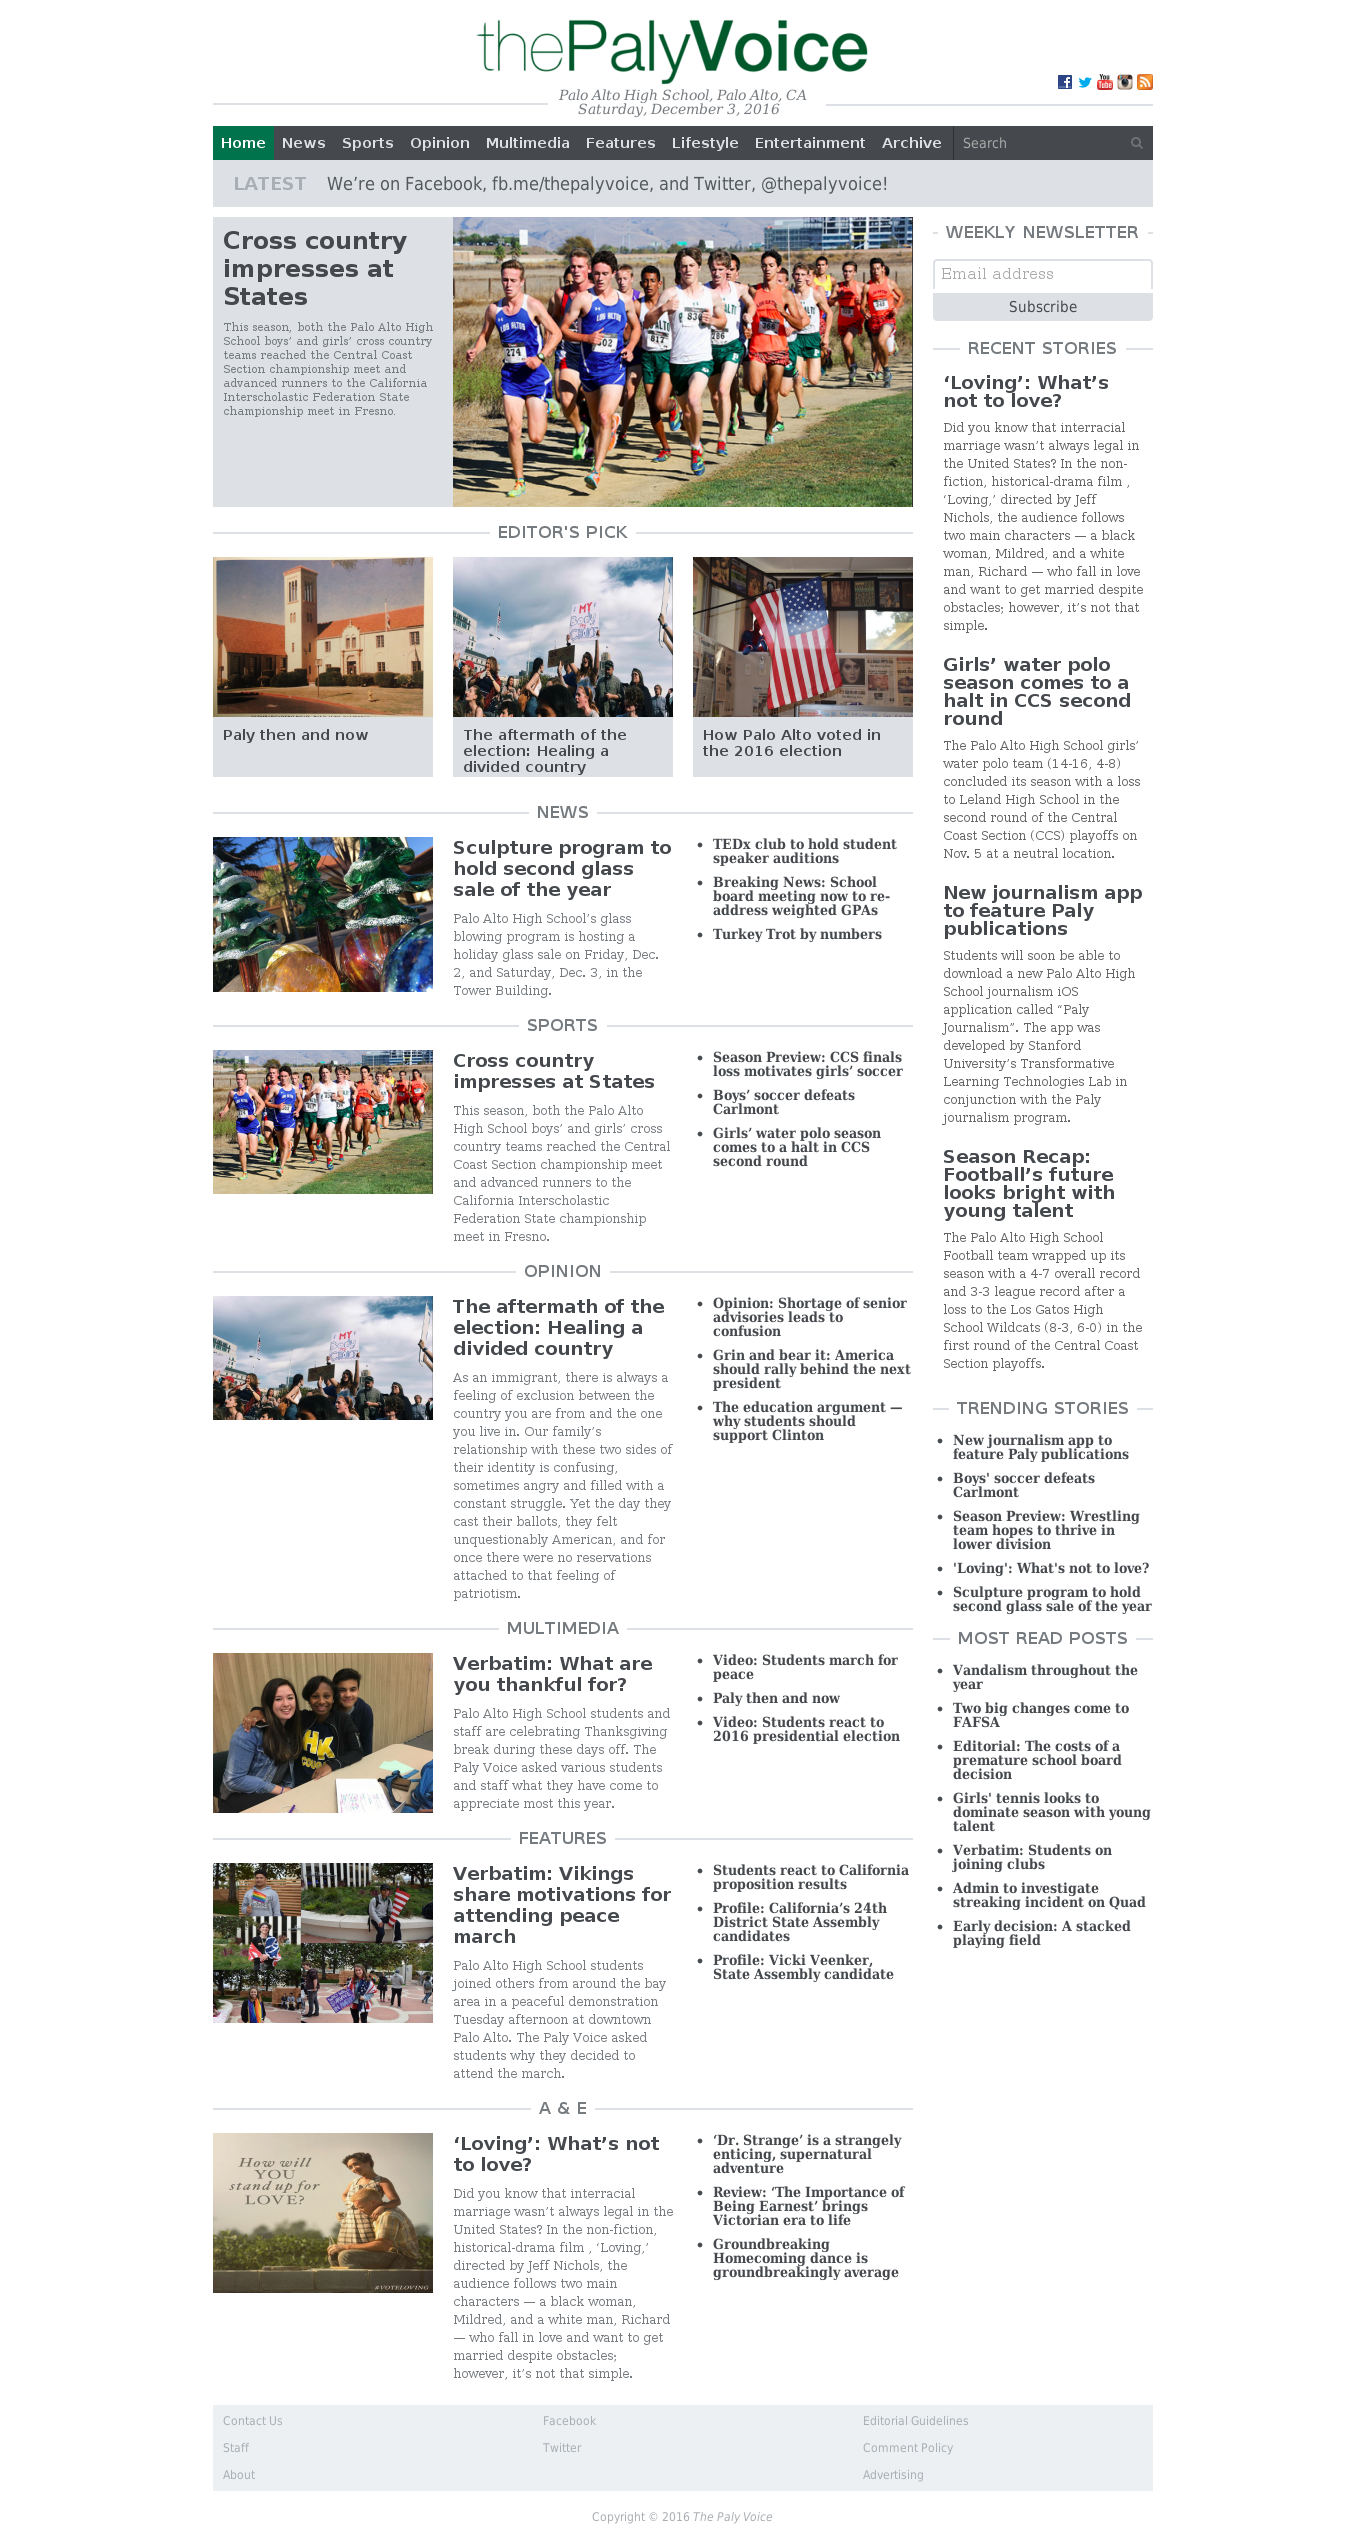 thePalyVoice
Palo Alto High School, Palo Alto, CA
Saturday, December 3, 2016
Home News Sports Opinion Multimedia Features Lifestyle Entertainment Archive Search
LATEST We’re on Facebook, fb.me/thepalyvoice, and Twitter, @thepalyvoice!
Cross country
impresses at
States
This season, both the Palo Alto High
School boys’ and girls’ cross country
teams reached the Central Coast
Section championship meet and
advanced runners to the California
Interscholastic Federation State
championship meet in Fresno.
EDITOR'S PICK
Paly then and now
The aftermath of the
election: Healing a
divided country
How Palo Alto voted in
the 2016 election
NEWS
Sculpture program to
hold second glass
sale of the year
Palo Alto High School’s glass
blowing program is hosting a
holiday glass sale on Friday, Dec.
2, and Saturday, Dec. 3, in the
Tower Building.
• TEDx club to hold student
speaker auditions
• Breaking News: School
board meeting now to re-
address weighted GPAs
• Turkey Trot by numbers
SPORTS
Cross country
impresses at States
This season, both the Palo Alto
High School boys’ and girls’ cross
country teams reached the Central
Coast Section championship meet
and advanced runners to the
California Interscholastic
Federation State championship
meet in Fresno.
• Season Preview: CCS finals
loss motivates girls’ soccer
• Boys’ soccer defeats
Carlmont
• Girls’ water polo season
comes to a halt in CCS
second round
OPINION
The aftermath of the
election: Healing a
divided country
As an immigrant, there is always a
feeling of exclusion between the
country you are from and the one
you live in. Our family’s
relationship with these two sides of
their identity is confusing,
sometimes angry and filled with a
constant struggle. Yet the day they
cast their ballots, they felt
unquestionably American, and for
once there were no reservations
attached to that feeling of
patriotism.
• Opinion: Shortage of senior
advisories leads to
confusion
• Grin and bear it: America
should rally behind the next
president
• The education argument —
why students should
support Clinton
MULTIMEDIA
Verbatim: What are
you thankful for?
Palo Alto High School students and
staff are celebrating Thanksgiving
break during these days off. The
Paly Voice asked various students
and staff what they have come to
appreciate most this year.
• Video: Students march for
peace
• Paly then and now
• Video: Students react to
2016 presidential election
FEATURES
Verbatim: Vikings
share motivations for
attending peace
march
Palo Alto High School students
joined others from around the bay
area in a peaceful demonstration
Tuesday afternoon at downtown
Palo Alto. The Paly Voice asked
students why they decided to
attend the march.
• Students react to California
proposition results
• Profile: California’s 24th
District State Assembly
candidates
• Profile: Vicki Veenker,
State Assembly candidate
A & E
How will
YOU
stand up for
LOVE?
#VOTELOVING
‘Loving’: What’s not
to love?
Did you know that interracial
marriage wasn’t always legal in the
United States? In the non-fiction,
historical-drama film , ‘Loving,’
directed by Jeff Nichols, the
audience follows two main
characters — a black woman,
Mildred, and a white man, Richard
— who fall in love and want to get
married despite obstacles;
however, it’s not that simple.
• ‘Dr. Strange’ is a strangely
enticing, supernatural
adventure
• Review: ‘The Importance of
Being Earnest’ brings
Victorian era to life
• Groundbreaking
Homecoming dance is
groundbreakingly average
WEEKLY NEWSLETTER
Email address
Subscribe
RECENT STORIES
‘Loving’: What’s
not to love?
Did you know that interracial
marriage wasn’t always legal in
the United States? In the non-
fiction, historical-drama film ,
‘Loving,’ directed by Jeff
Nichols, the audience follows
two main characters — a black
woman, Mildred, and a white
man, Richard — who fall in love
and want to get married despite
obstacles; however, it’s not that
simple.
Girls’ water polo
season comes to a
halt in CCS second
round
The Palo Alto High School girls’
water polo team (14-16, 4-8)
concluded its season with a loss
to Leland High School in the
second round of the Central
Coast Section (CCS) playoffs on
Nov. 5 at a neutral location.
New journalism app
to feature Paly
publications
Students will soon be able to
download a new Palo Alto High
School journalism iOS
application called “Paly
Journalism”. The app was
developed by Stanford
University’s Transformative
Learning Technologies Lab in
conjunction with the Paly
journalism program.
Season Recap:
Football’s future
looks bright with
young talent
The Palo Alto High School
Football team wrapped up its
season with a 4-7 overall record
and 3-3 league record after a
loss to the Los Gatos High
School Wildcats (8-3, 6-0) in the
first round of the Central Coast
Section playoffs.
TRENDING STORIES
• New journalism app to
feature Paly publications
• Boys' soccer defeats
Carlmont
• Season Preview: Wrestling
team hopes to thrive in
lower division
• 'Loving': What's not to love?
• Sculpture program to hold
second glass sale of the year
MOST READ POSTS
• Vandalism throughout the
year
• Two big changes come to
FAFSA
• Editorial: The costs of a
premature school board
decision
• Girls' tennis looks to
dominate season with young
talent
• Verbatim: Students on
joining clubs
• Admin to investigate
streaking incident on Quad
• Early decision: A stacked
playing field
Contact Us Facebook Editorial Guidelines
Staff Twitter Comment Policy
About Advertising
Copyright © 2016 The Paly Voice